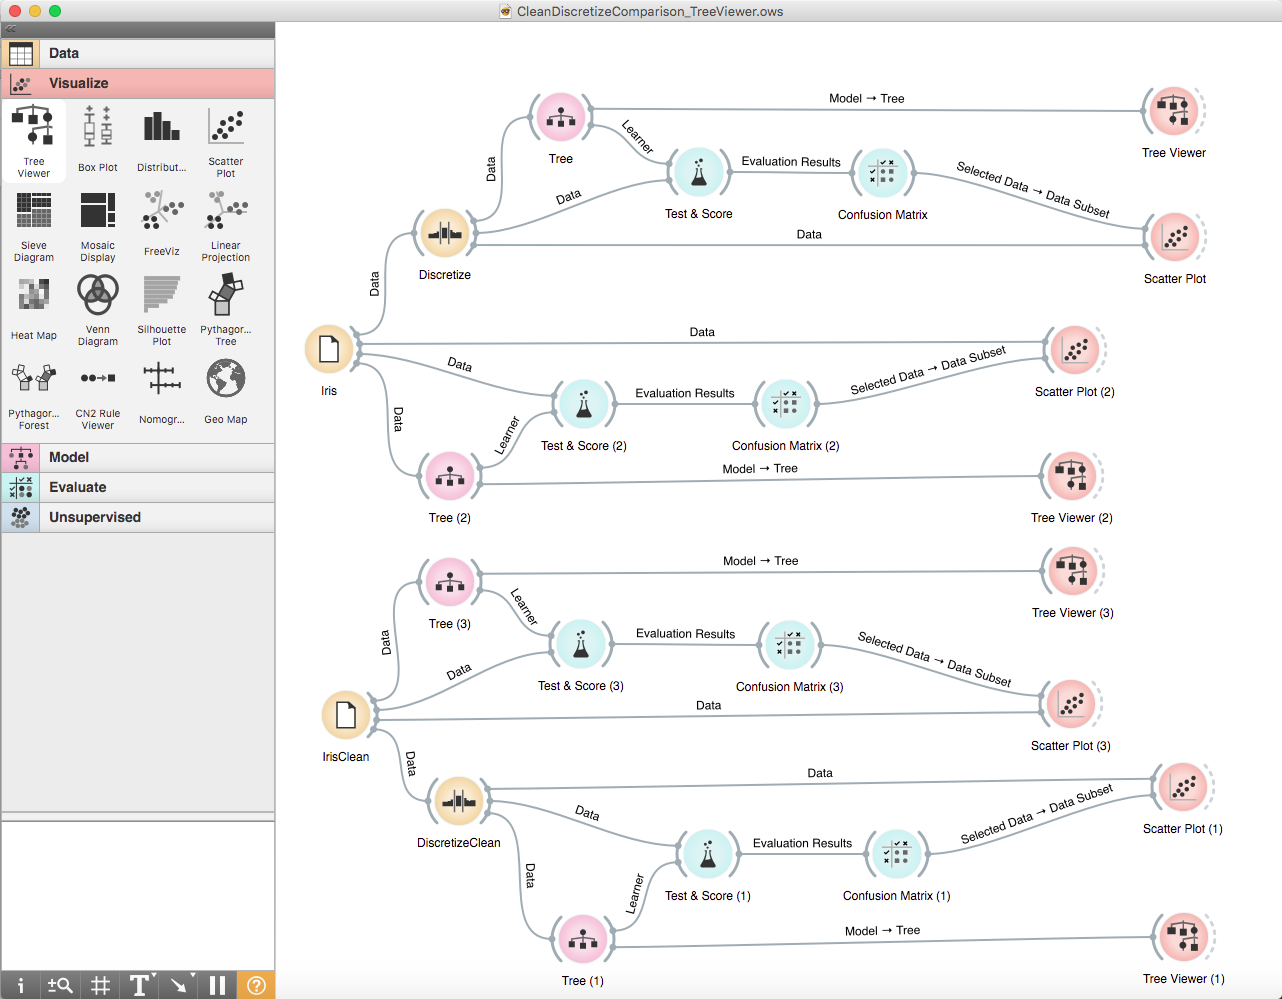 CleanDiscretizeComparison_TreeViewer.ows
Data
Visualize
Tree
Viewer
Box Plot
Distribut...
Scatter
Plot
Sieve
Diagram
Mosaic
Display
FreeViz
Linear
Projection
Heat Map
Venn
Diagram
Silhouette
Plot
Pythagor...
Tree
Pythagor...
Forest
CN2 Rule
Viewer
Nomogr...
Geo Map
Model
Evaluate
Unsupervised
Model → Tree
Tree
Learner
Tree Viewer
Data
Evaluation Results
Data
Test & Score
Confusion Matrix
Selected Data → Data Subset
Data
Discretize
Scatter Plot
Data
Data
Iris
Data
Evaluation Results
Selected Data → Data Subset
Scatter Plot (2)
Data
Learner
Test & Score (2)
Confusion Matrix (2)
Model → Tree
Tree (2)
Tree Viewer (2)
Model → Tree
Tree (3)
Learner
Tree Viewer (3)
Data
Evaluation Results
Data
Test & Score (3)
Confusion Matrix (3)
Selected Data → Data Subset
Data
IrisClean
Scatter Plot (3)
Data
Data
DiscretizeClean
Data
Selected Data → Data Subset
Scatter Plot (1)
Evaluation Results
Data
Learner
Test & Score (1)
Confusion Matrix (1)
Model → Tree
Tree (1)
Tree Viewer (1)